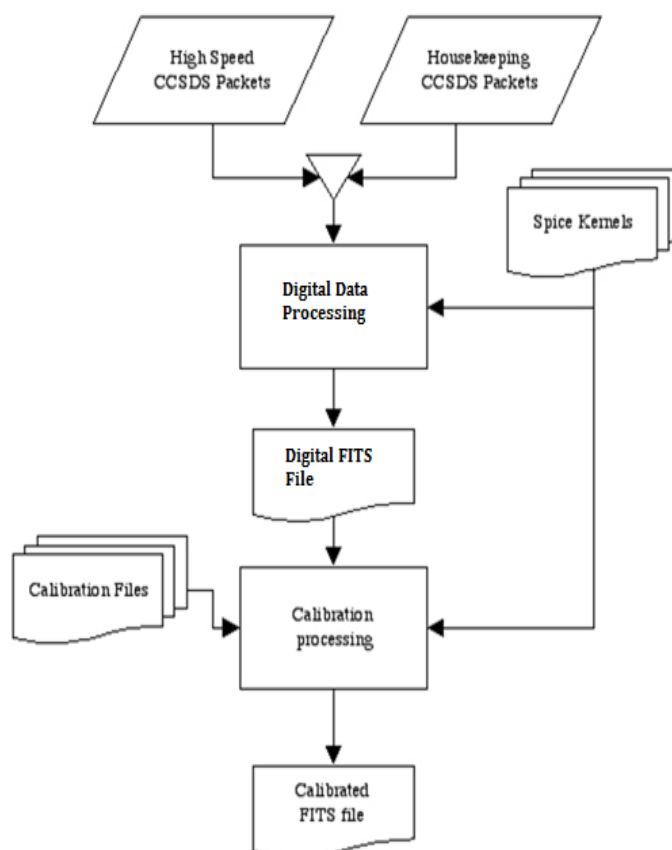 High Speed
CCSDS Packets
Housekeeping
CCSDS Packets
Spice Kernels
Digital Data
Processing
Digital FITS
File
Calibration Files
Calibration
processing
Calibrated
FITS file